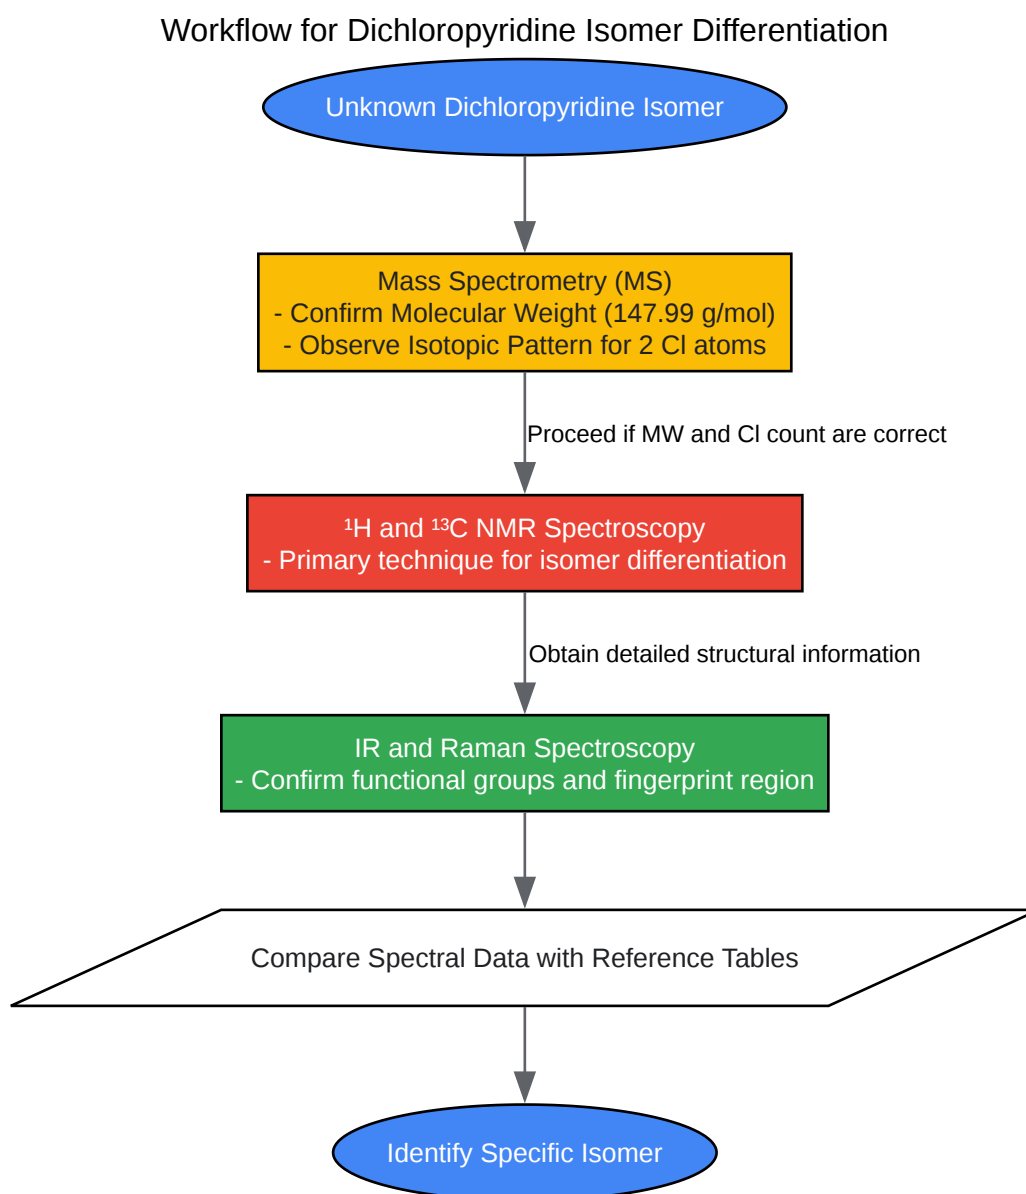 Workflow for Dichloropyridine Isomer Differentiation
Unknown Dichloropyridine Isomer
Mass Spectrometry (MS)
- Confirm Molecular Weight (147.99 g/mol)
- Observe Isotopic Pattern for 2 Cl atoms
Proceed if MW and Cl count are correct
¹H and ¹³C NMR Spectroscopy
- Primary technique for isomer differentiation
Obtain detailed structural information
IR and Raman Spectroscopy
- Confirm functional groups and fingerprint region
Compare Spectral Data with Reference Tables
Identify Specific Isomer